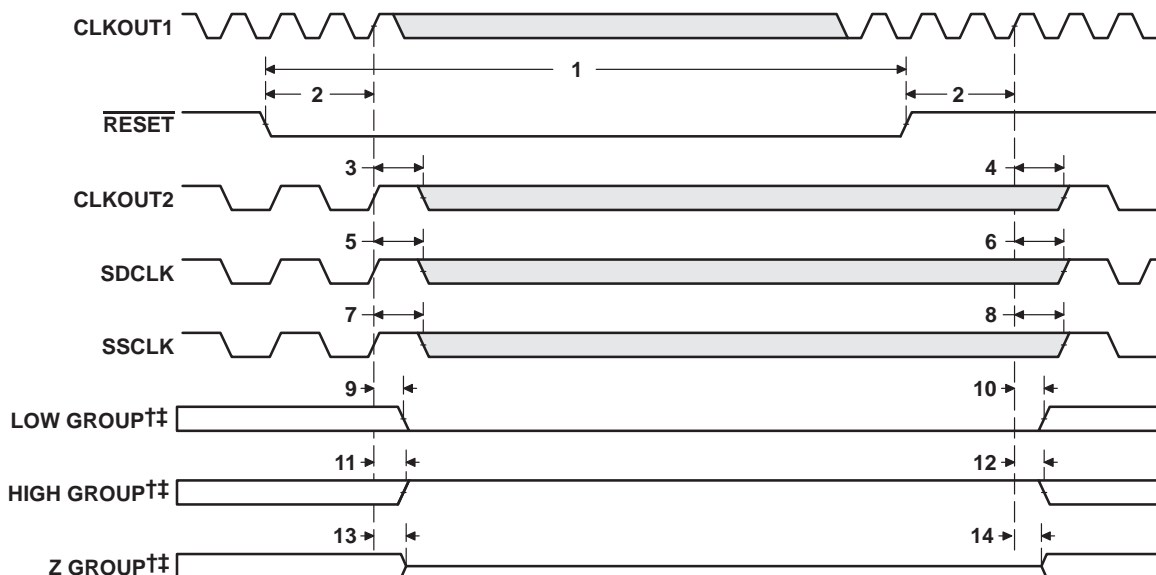 CLKOUT1
1
2 2
RESET
3 4
CLKOUT2
5 6
SDCLK
7 8
SSCLK
9 10
LOW GROUP†‡
11 12
HIGH GROUP†‡
13 14
Z GROUP†‡